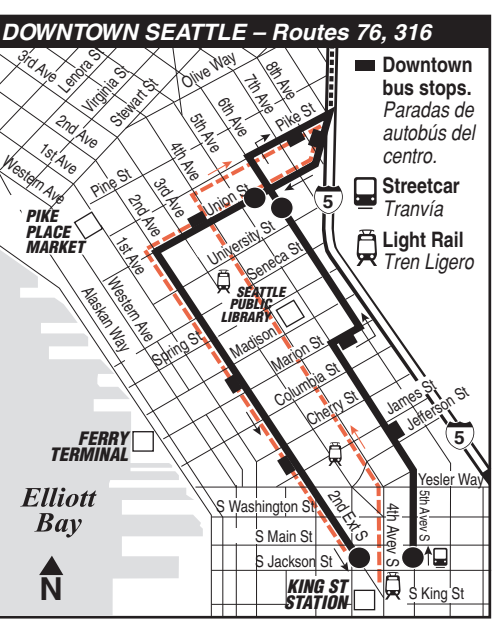 DOWNTOWN SEATTLE – Routes 76, 316
3rd Ave
Lenora St
Virginia St
Stewart St
Olive Way
8th Ave
7th Ave
6th Ave
5th Ave
4th Ave
3rd Ave
2nd Ave
1st Ave
Western Ave
Pike St
Pine St
2nd Ave
1st Ave
Western Ave
Alaskan Way
Union St
University St
Seneca St
Spring St
Madison
Marion St
Columbia St
Cherry St
James St
Jefferson St
Yesler Way
S Washington St
S Main St
S Jackson St
S King St
2nd Ext S
4th Avev S
5th Avev S
PIKE
PLACE
MARKET
SEATTLE
PUBLIC
LIBRARY
FERRY
TERMINAL
Elliott
Bay
N
KING ST
STATION
5
5
Downtown
bus stops.
Paradas de
autobús del
centro.
Streetcar
Tranvía
Light Rail
Tren Ligero